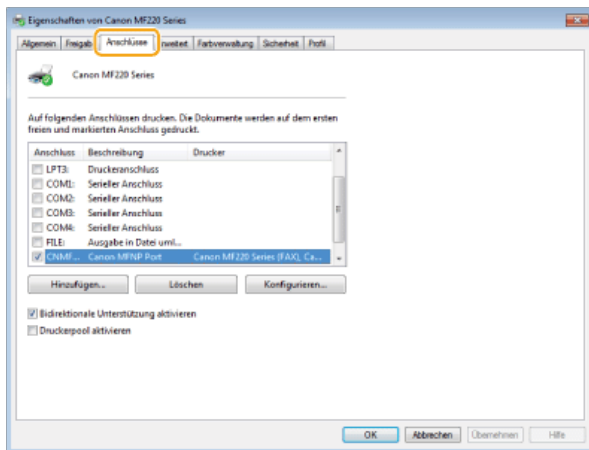 Eigenschaften von Canon MF220 Series
Allgemein Freigabe Anschlüsse Erweitert Farbverwaltung Sicherheit Profil
Canon MF220 Series
Auf folgenden Anschlüssen drucken. Die Dokumente werden auf dem ersten
freien und markierten Anschluss gedruckt.
Anschluss Beschreibung Drucker
LPT3: Druckeranschluss
COM1: Serieller Anschluss
COM2: Serieller Anschluss
COM3: Serieller Anschluss
COM4: Serieller Anschluss
FILE: Ausgabe in Datei uml...
CNMF... Canon MFNP Port Canon MF220 Series (FAX), Ca...
Hinzufügen... Löschen Konfigurieren...
Bidirektionale Unterstützung aktivieren
Druckerpool aktivieren
OK Abbrechen Übernehmen Hilfe